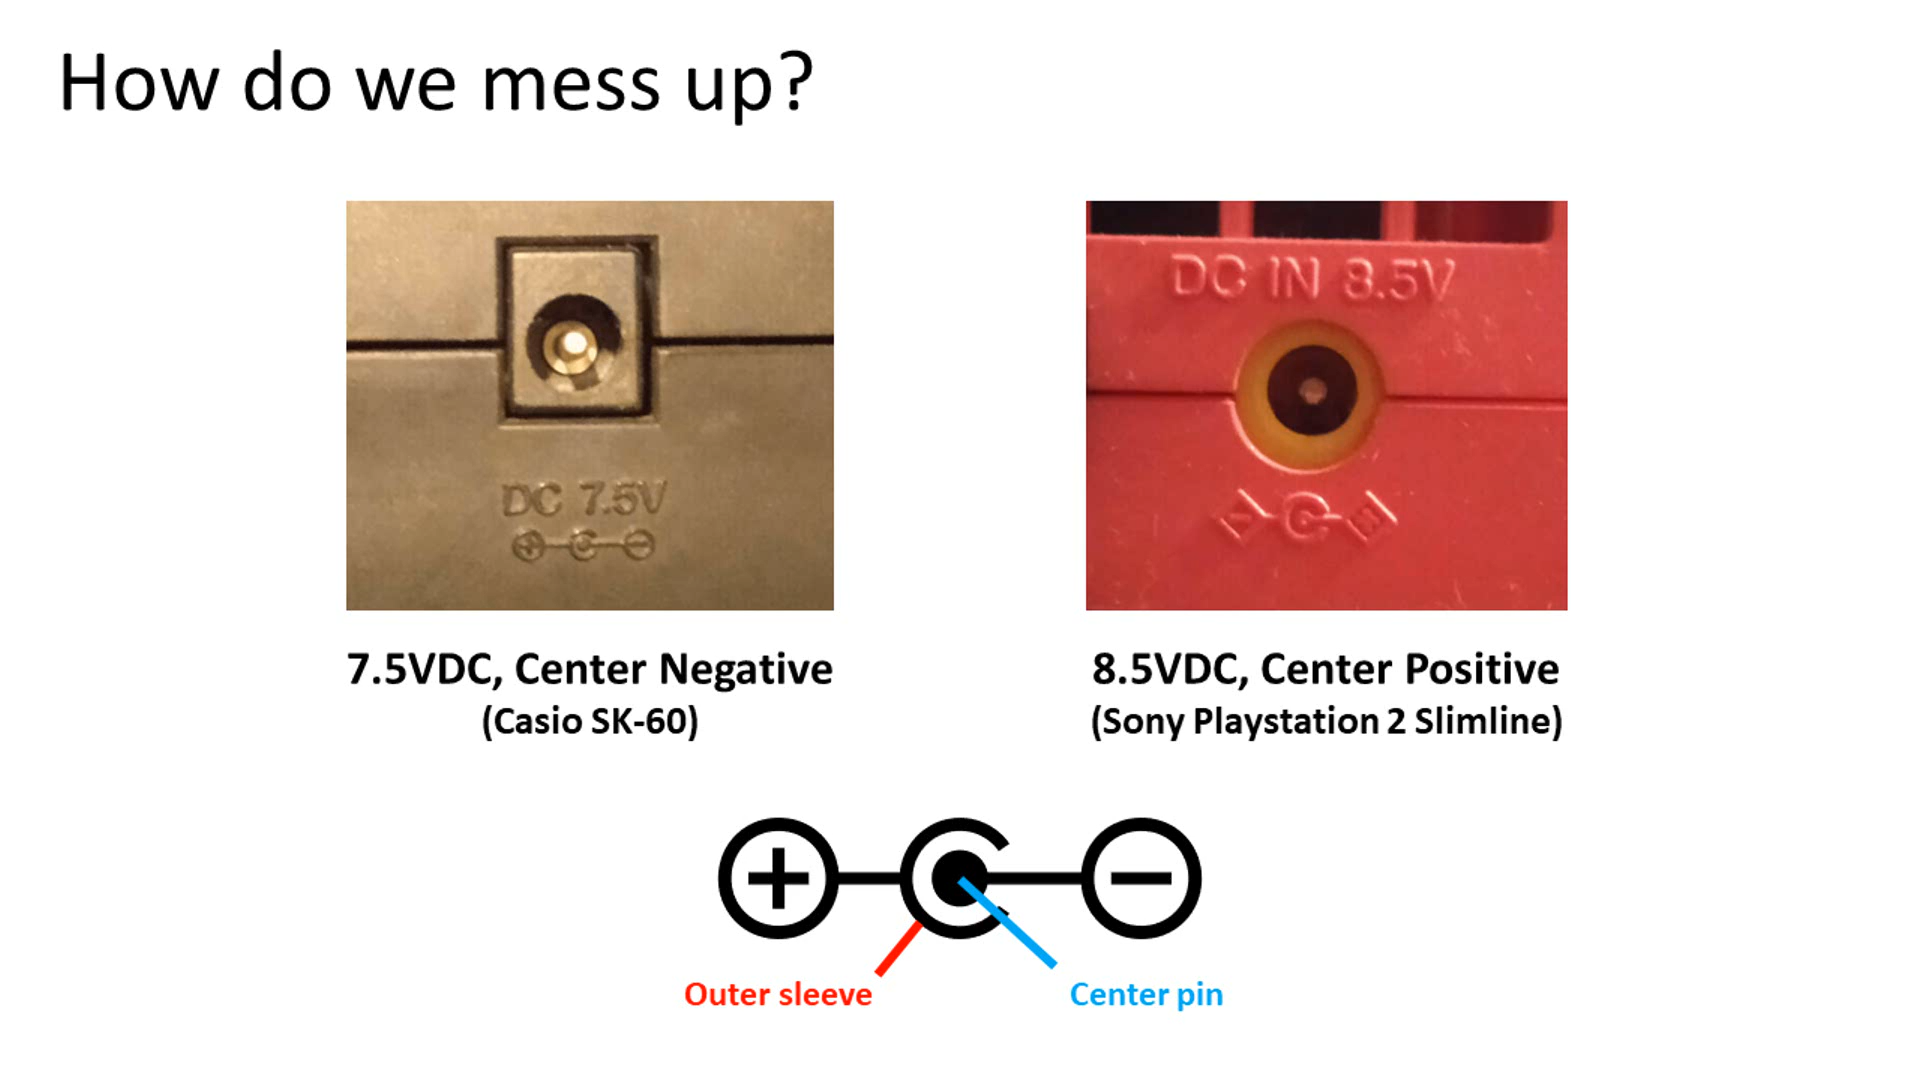 How do we mess up?
DC 7.5V
DC IN 8.5V
7.5VDC, Center Negative
(Casio SK-60)
8.5VDC, Center Positive
(Sony Playstation 2 Slimline)
Outer sleeve
Center pin